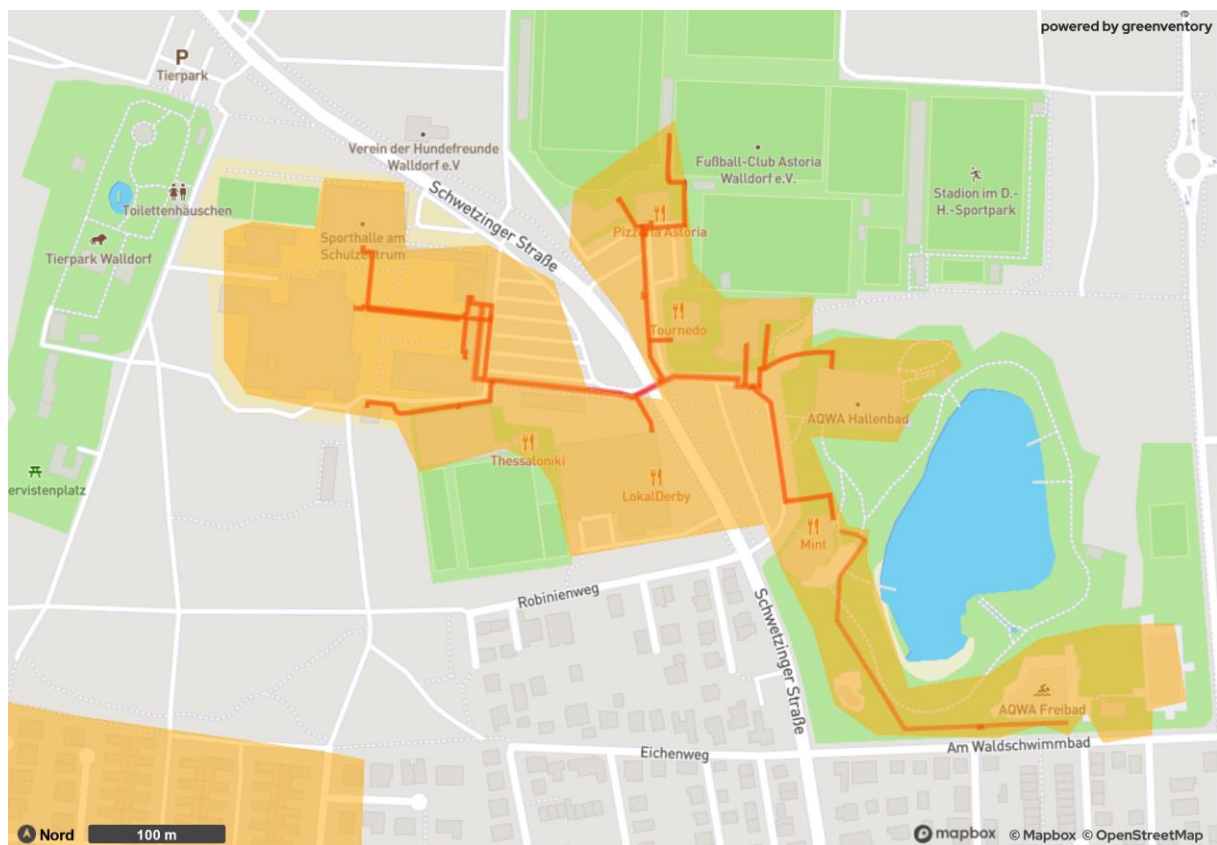 powered by greenventory
P
Tierpark
Verein der Hundefreunde
Walldorf e.V
Fußball-Club Astoria
Walldorf e.V.
Stadion im D.-
H.-Sportpark
Toilettenhäuschen
Schwetzinger Straße
Pizzeria Astoria
Sporthalle am
Schulzentrum
Tierpark Walldorf
Tournedo
AQWA Hallenbad
Thessaloniki
ervistenplatz
LokalDerby
Mint
Robinienweg
Schwetzinger Straße
AQWA Freibad
Eichenweg
Am Waldschwimmbad
Nord
100 m
mapbox © Mapbox © OpenStreetMap